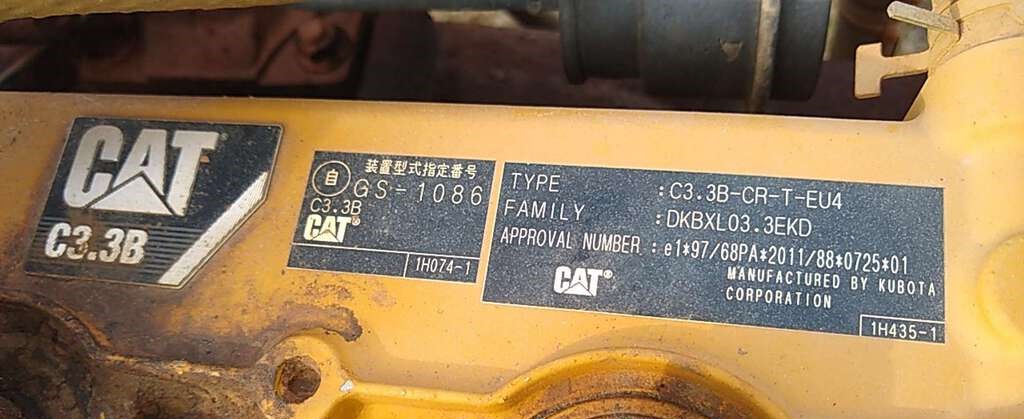 CAT
C3.3B
自 装置型式指定番号
GS-1086
C3.3B
CAT®
1H074-1
TYPE :C3.3B-CR-T-EU4
FAMILY :DKBXL03.3EKD
APPROVAL NUMBER :e1*97/68PA*2011/88*0725*01
CAT® MANUFACTURED BY KUBOTA
CORPORATION
1H435-1